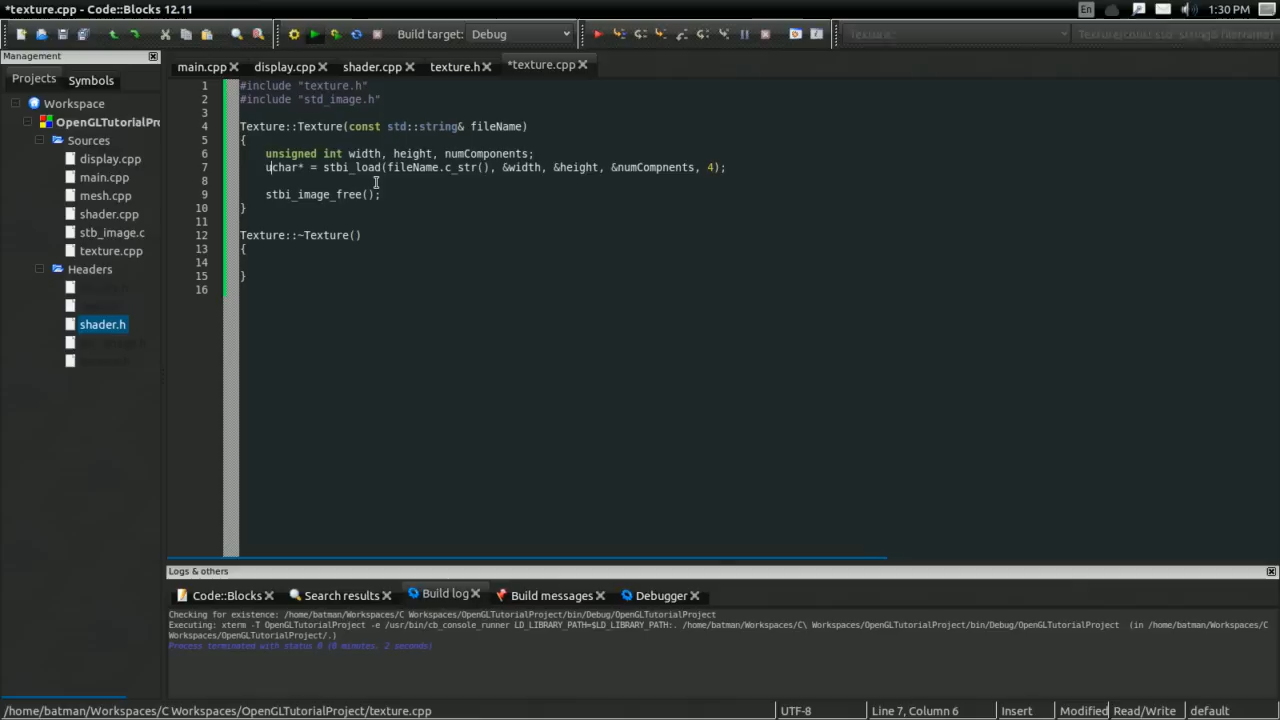 *texture.cpp - Code::Blocks 12.11
En
1:30 PM
Build target: Debug
main.cpp
display.cpp
shader.cpp
texture.h
*texture.cpp
Management
Projects
Symbols
Workspace
OpenGLTutorialPr
Sources
display.cpp
main.cpp
mesh.cpp
shader.cpp
stb_image.c
texture.cpp
Headers
shader.h
1 #include "texture.h"
2 #include "std_image.h"
3
4 Texture::Texture(const std::string& fileName)
5 {
6 unsigned int width, height, numComponents;
7 uchar* = stbi_load(fileName.c_str(), &width, &height, &numCompnents, 4);
8
9 stbi_image_free();
10 }
11
12 Texture::~Texture()
13 {
14
15 }
16
Logs & others
Code::Blocks
Search results
Build log
Build messages
Debugger
Checking for existence: /home/batman/Workspaces/C Workspaces/OpenGLTutorialProject/bin/Debug/OpenGLTutorialProject
Executing: xterm -T OpenGLTutorialProject -e /usr/bin/cb_console_runner LD_LIBRARY_PATH=$LD_LIBRARY_PATH:. /home/batman/Workspaces/C\ Workspaces/OpenGLTutorialProject/bin/Debug/OpenGLTutorialProject (in /home/batman/Workspaces/C
Workspaces/OpenGLTutorialProject/.)
Process terminated with status 0 (0 minutes, 2 seconds)
/home/batman/Workspaces/C Workspaces/OpenGLTutorialProject/texture.cpp
UTF-8
Line 7, Column 6
Insert
Modified
Read/Write
default